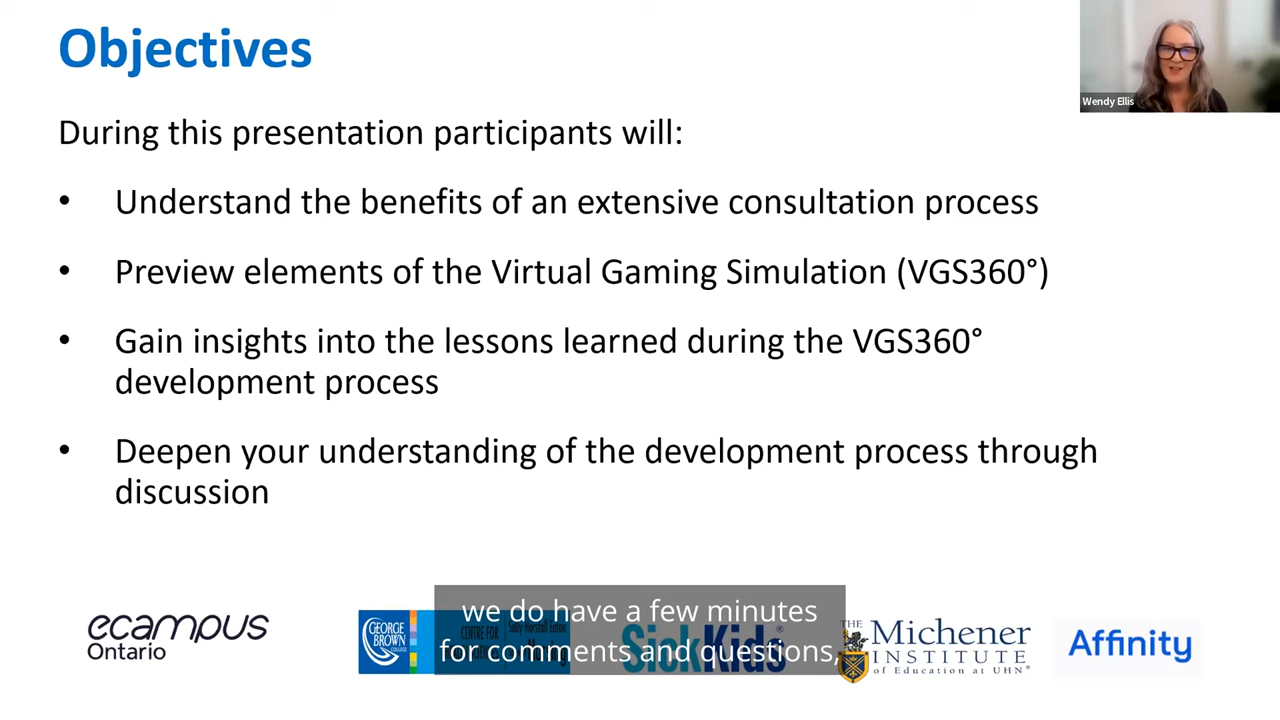 Objectives
Wendy Ellis
During this presentation participants will:
• Understand the benefits of an extensive consultation process
• Preview elements of the Virtual Gaming Simulation (VGS360°)
• Gain insights into the lessons learned during the VGS360°
development process
• Deepen your understanding of the development process through
discussion
we do have a few minutes
for comments and questions,
ecampus
Ontario
GEORGE
BROWN
COLLEGE
CENTRE FOR
Sally Horsfall Eaton
SickKids
THE
Michener
INSTITUTE
of Education at UHN
Affinity